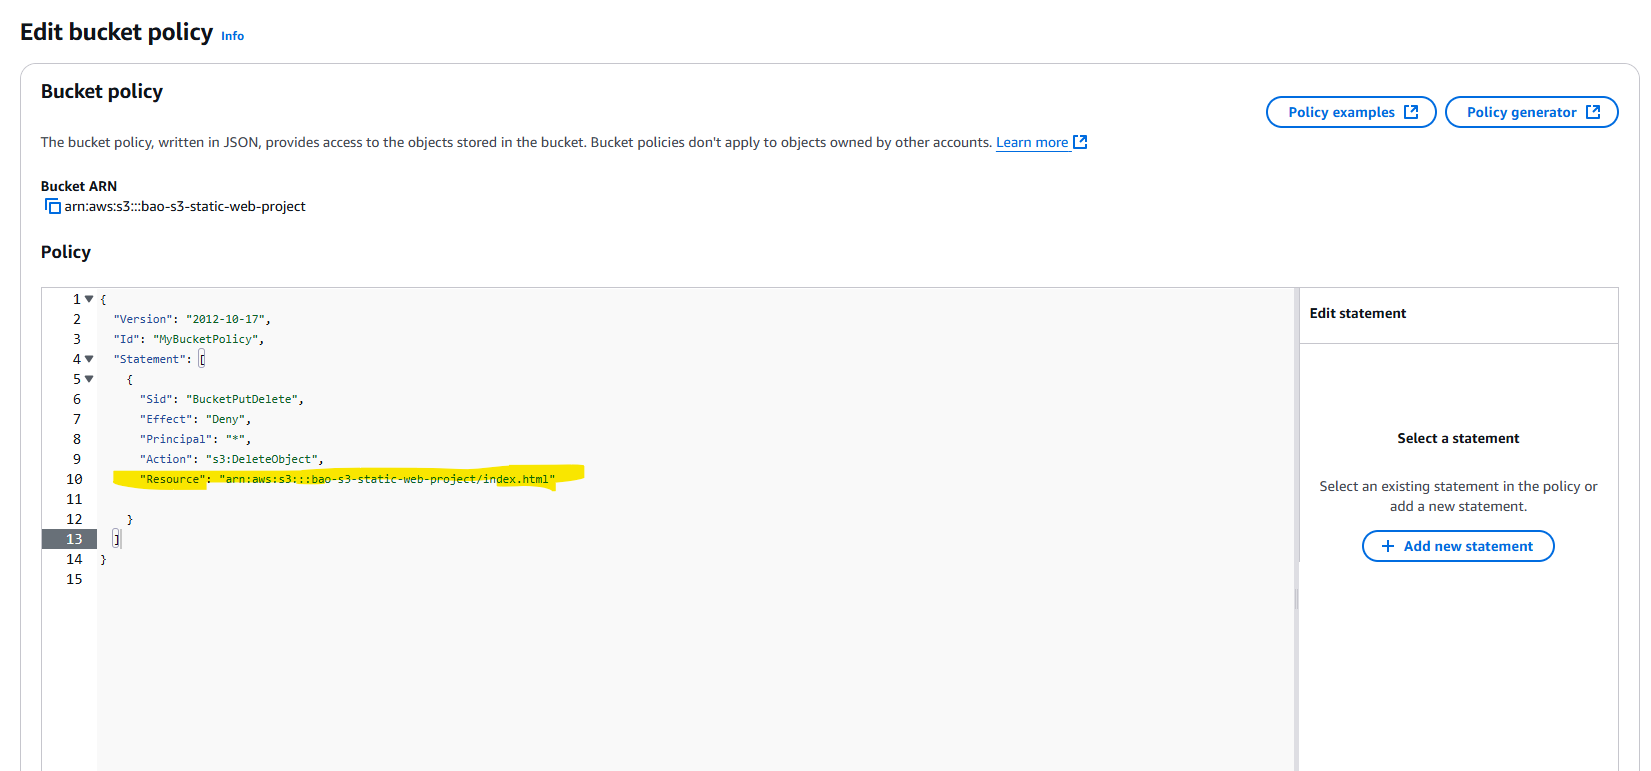 Edit bucket policy Info
Bucket policy
Policy examples
Policy generator
The bucket policy, written in JSON, provides access to the objects stored in the bucket. Bucket policies don't apply to objects owned by other accounts. Learn more
Bucket ARN
arn:aws:s3:::bao-s3-static-web-project
Policy
1 {
2 "Version": "2012-10-17",
3 "Id": "MyBucketPolicy",
4 "Statement": [
5 {
6 "Sid": "BucketPutDelete",
7 "Effect": "Deny",
8 "Principal": "*",
9 "Action": "s3:DeleteObject",
10 "Resource": "arn:aws:s3:::bao-s3-static-web-project/index.html"
11
12 }
13 ]
14 }
15
Edit statement
Select a statement
Select an existing statement in the policy or
add a new statement.
+ Add new statement